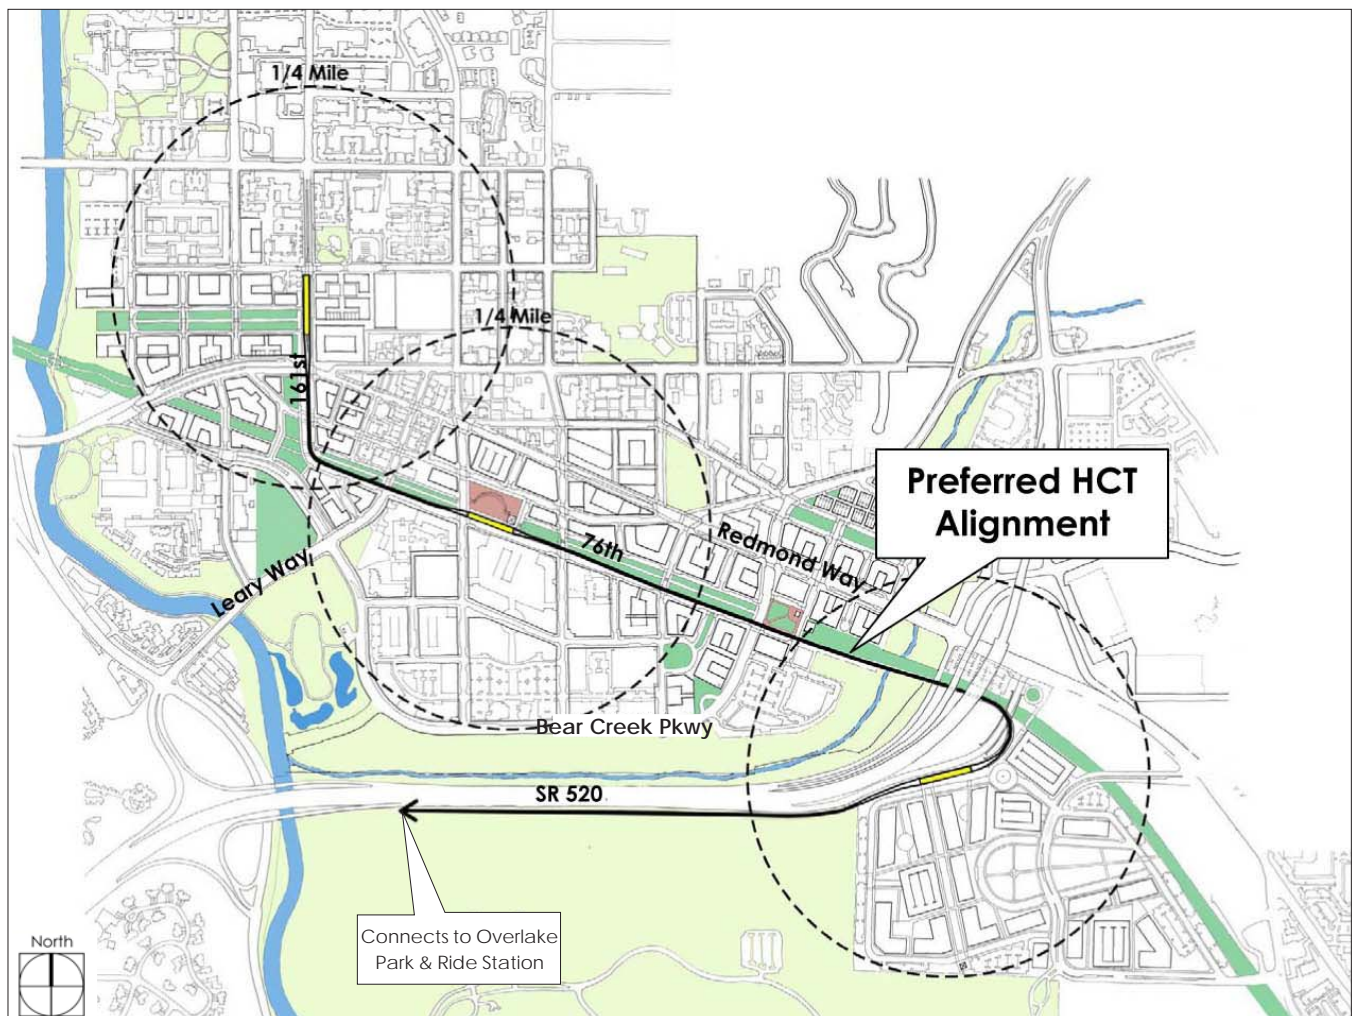 1/4 Mile
1/4 Mile
161st
Preferred HCT
Alignment
76th
Redmond Way
Leary Way
Bear Creek Pkwy
SR 520
Connects to Overlake
Park & Ride Station
North